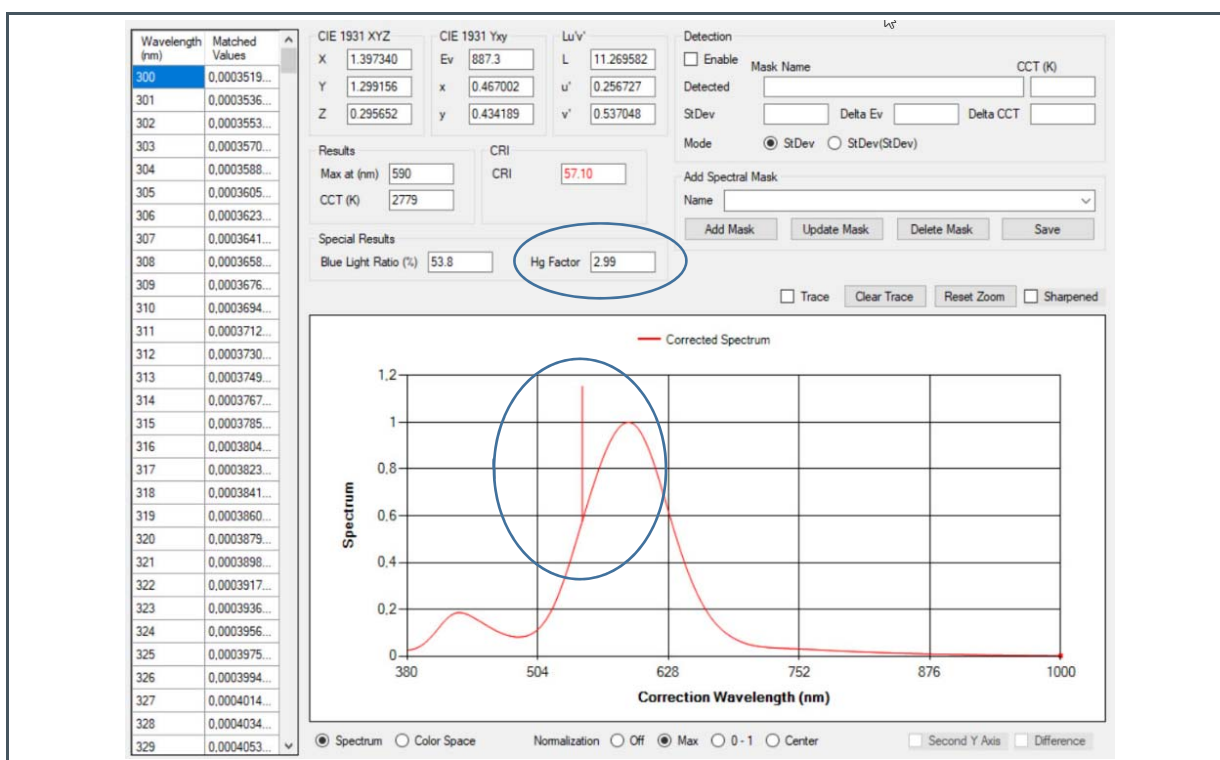 Wavelength (nm) Matched Values
300 0,0003519...
301 0,0003536...
302 0,0003553...
303 0,0003570...
304 0,0003588...
305 0,0003605...
306 0,0003623...
307 0,0003641...
308 0,0003658...
309 0,0003676...
310 0,0003694...
311 0,0003712...
312 0,0003730...
313 0,0003749...
314 0,0003767...
315 0,0003785...
316 0,0003804...
317 0,0003823...
318 0,0003841...
319 0,0003860...
320 0,0003879...
321 0,0003898...
322 0,0003917...
323 0,0003936...
324 0,0003956...
325 0,0003975...
326 0,0003994...
327 0,0004014...
328 0,0004034...
329 0,0004053...
CIE 1931 XYZ
X 1.397340
Y 1.299156
Z 0.295652
CIE 1931 Yxy
Ev 887.3
x 0.467002
y 0.434189
Lu'v'
L 11.269582
u' 0.256727
v' 0.537048
Results
Max at (nm) 590
CCT (K) 2779
CRI
CRI 57.10
Special Results
Blue Light Ratio (%) 53.8 Hg Factor 2.99
Detection
Enable Mask Name CCT (K)
Detected
StDev Delta Ev Delta CCT
Mode StDev StDev(StDev)
Add Spectral Mask
Name
Add Mask Update Mask Delete Mask Save
Trace Clear Trace Reset Zoom Sharpened
Corrected Spectrum
1,2
1
0,8
0,6
0,4
0,2
0
Spectrum
380 504 628 752 876 1000
Correction Wavelength (nm)
Spectrum Color Space Normalization Off Max 0 - 1 Center Second Y Axis Difference